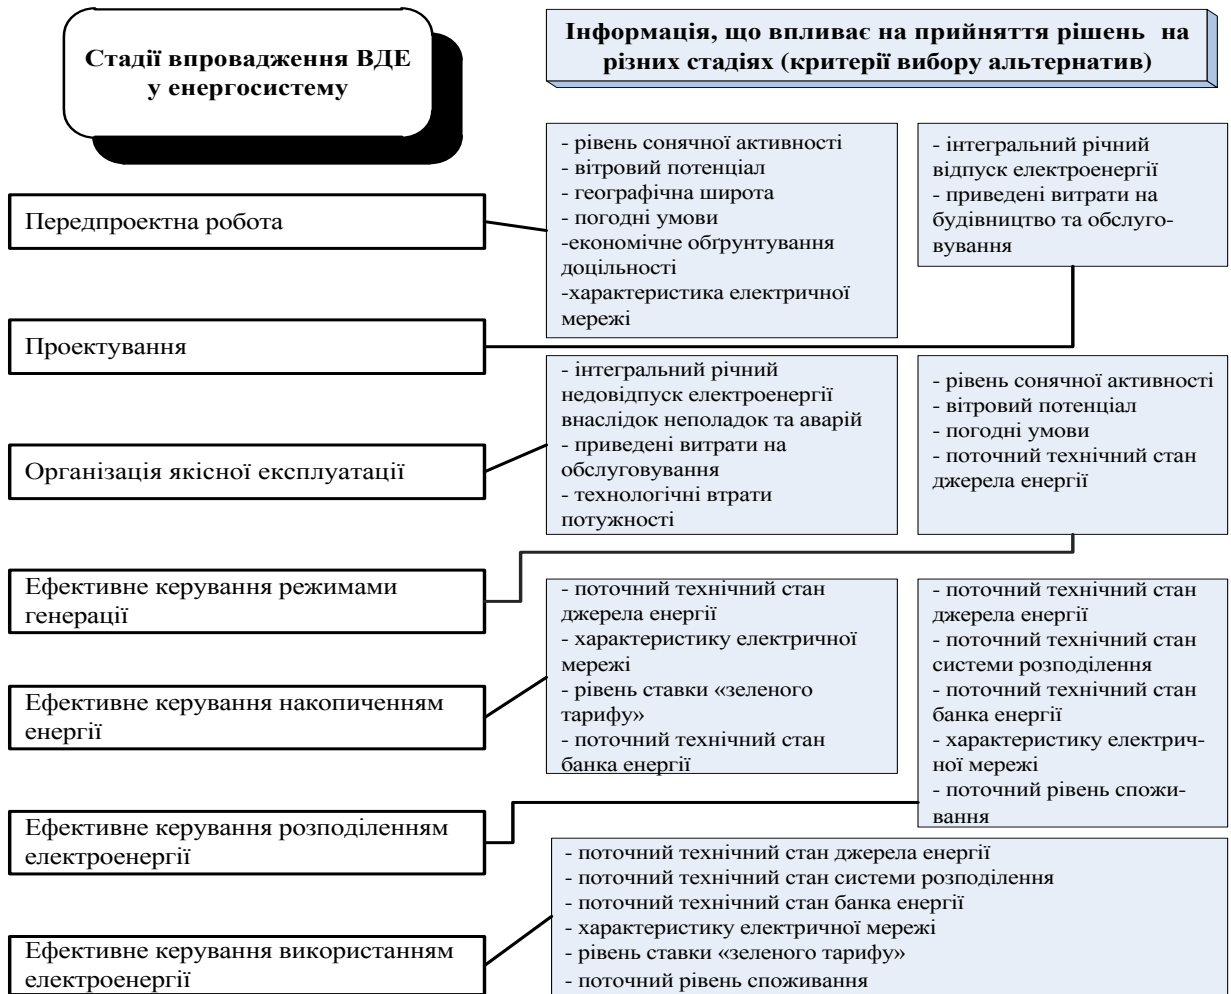 Стадії впровадження ВДЕ
у енергосистему
Інформація, що впливає на прийняття рішень на
різних стадіях (критерії вибору альтернатив)
Передпроектна робота
- рівень сонячної активності
- вітровий потенціал
- географічна широта
- погодні умови
-економічне обґрунтування
доцільності
-характеристика електричної
мережі
- інтегральний річний
відпуск електроенергії
- приведені витрати на
будівництво та обслуго-
вування
Проектування
Організація якісної експлуатації
- інтегральний річний
недовідпуск електроенергії
внаслідок неполадок та аварій
- приведені витрати на
обслуговування
- технологічні втрати
потужності
- рівень сонячної активності
- вітровий потенціал
- погодні умови
- поточний технічний стан
джерела енергії
Ефективне керування режимами
генерації
Ефективне керування накопиченням
енергії
- поточний технічний стан
джерела енергії
- характеристику електричної
мережі
- рівень ставки «зеленого
тарифу»
- поточний технічний стан
банка енергії
- поточний технічний стан
джерела енергії
- поточний технічний стан
системи розподілення
- поточний технічний стан
банка енергії
- характеристику електрич-
ної мережі
- поточний рівень спожи-
вання
Ефективне керування розподіленням
електроенергії
Ефективне керування використанням
електроенергії
- поточний технічний стан джерела енергії
- поточний технічний стан системи розподілення
- поточний технічний стан банка енергії
- характеристику електричної мережі
- рівень ставки «зеленого тарифу»
- поточний рівень споживання